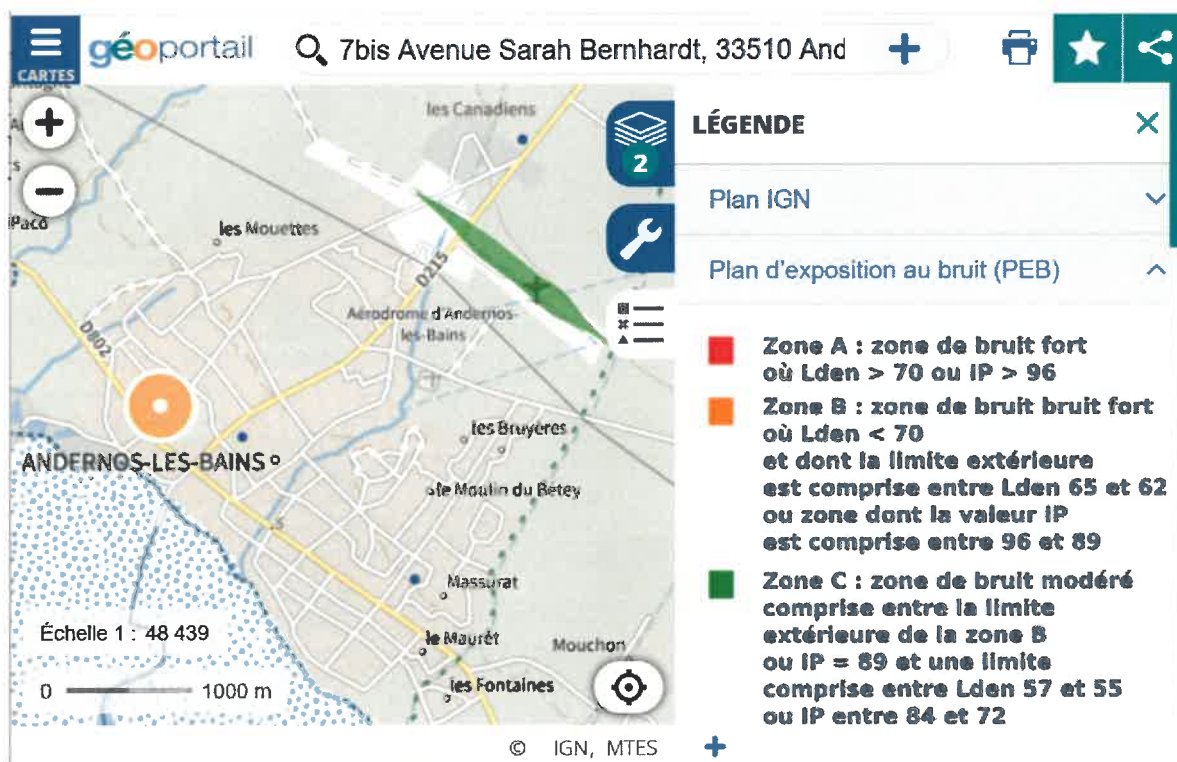 CARTES
géoportail
7bis Avenue Sarah Bernhardt, 33510 And
les Canadiens
2
les Mouettes
D215
Aérodrome d'Andernos-
les-Bains
D802
les Bruyeres
ANDERNOS-LES-BAINS
le Moulin du Betey
Massurat
Échelle 1 : 48 439
le Maurêt
Mouchon
0
1000 m
les Fontaines
© IGN, MTES
LÉGENDE
Plan IGN
Plan d'exposition au bruit (PEB)
Zone A : zone de bruit fort
où Lden > 70 ou IP > 96
Zone B : zone de bruit bruit fort
où Lden < 70
et dont la limite extérieure
est comprise entre Lden 65 et 62
ou zone dont la valeur IP
est comprise entre 96 et 89
Zone C : zone de bruit modéré
comprise entre la limite
extérieure de la zone B
ou IP = 89 et une limite
comprise entre Lden 57 et 55
ou IP entre 84 et 72